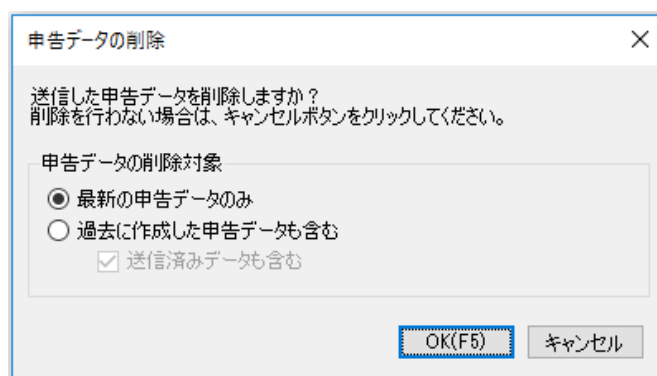 申告データの削除
送信した申告データを削除しますか？
削除を行わない場合は、キャンセルボタンをクリックしてください。
申告データの削除対象
最新の申告データのみ
過去に作成した申告データも含む
送信済みデータも含む
OK(F5)
キャンセル